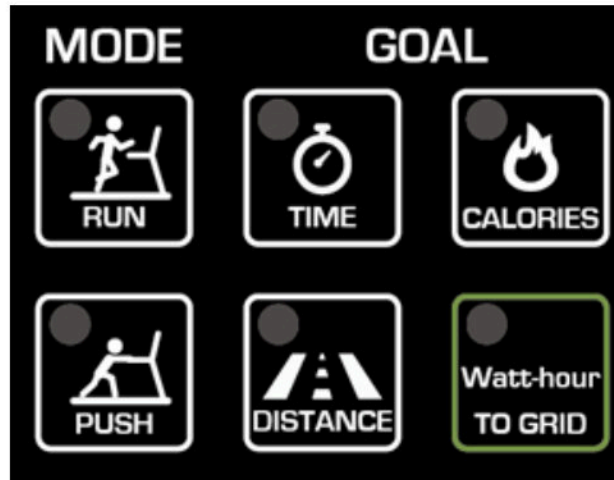 MODE
GOAL
RUN
TIME
CALORIES
PUSH
DISTANCE
Watt-hour
TO GRID